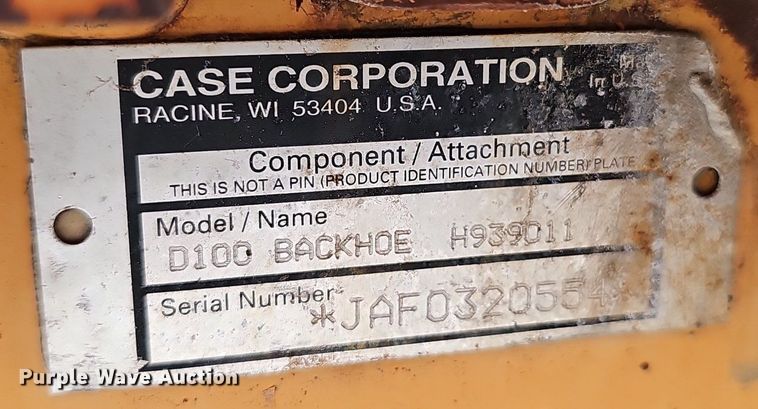 CASE CORPORATION
RACINE, WI 53404 U.S.A.
In U.S.
Component / Attachment
THIS IS NOT A PIN (PRODUCT IDENTIFICATION NUMBER) PLATE
Model / Name
D100 BACKHOE H939011
Serial Number
*JAF0320554
Purple Wave Auction